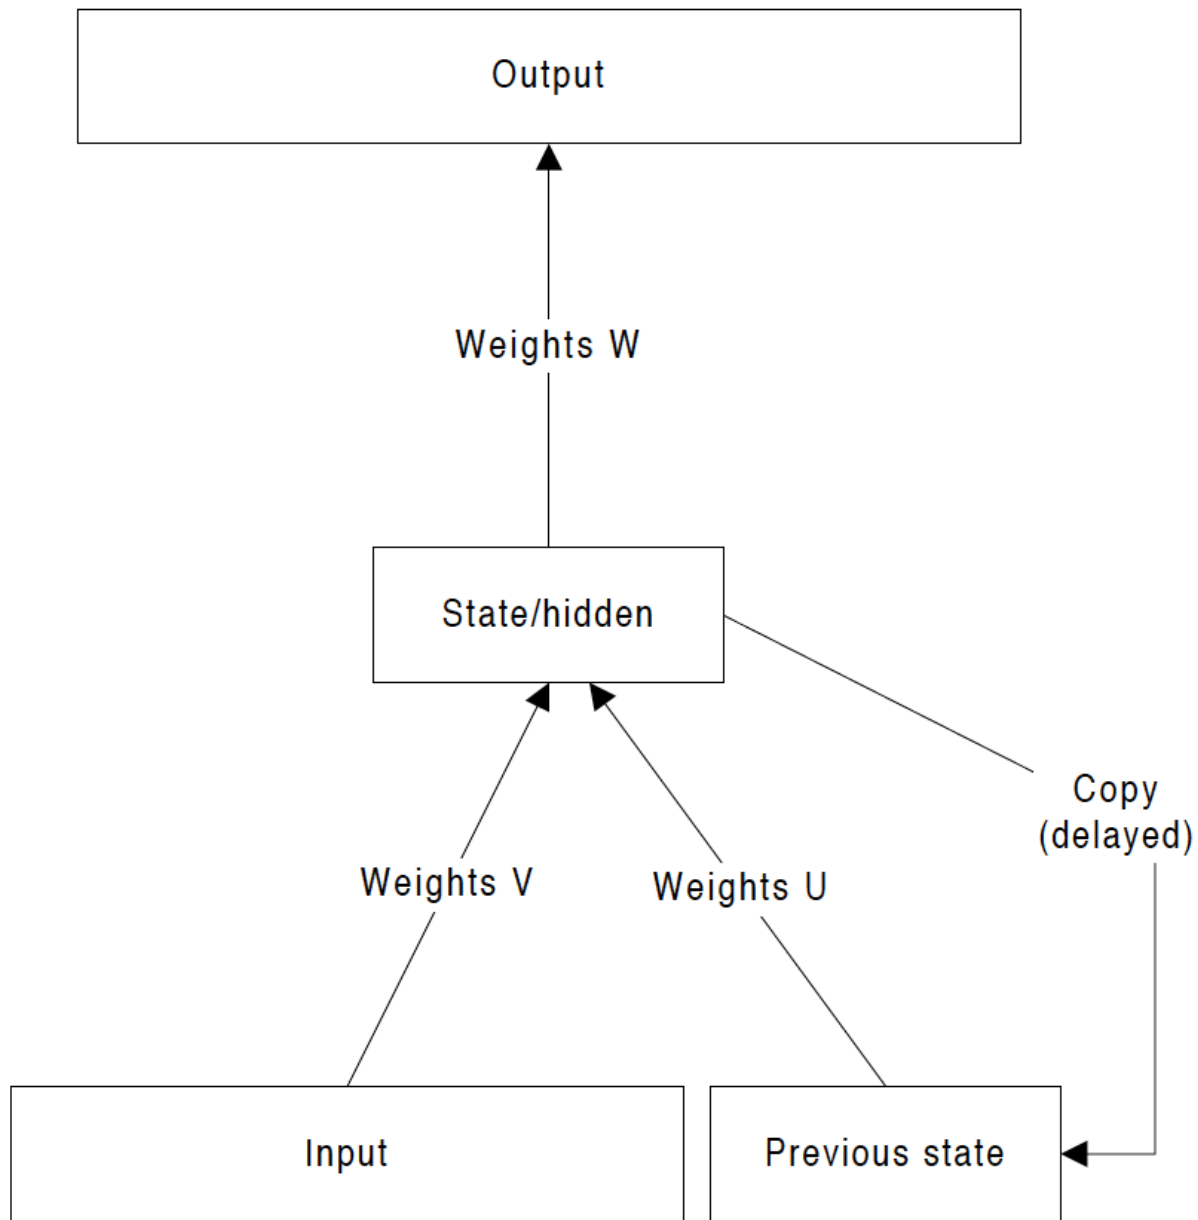 Output
Weights W
State/hidden
Copy
(delayed)
Weights V
Weights U
Input
Previous state